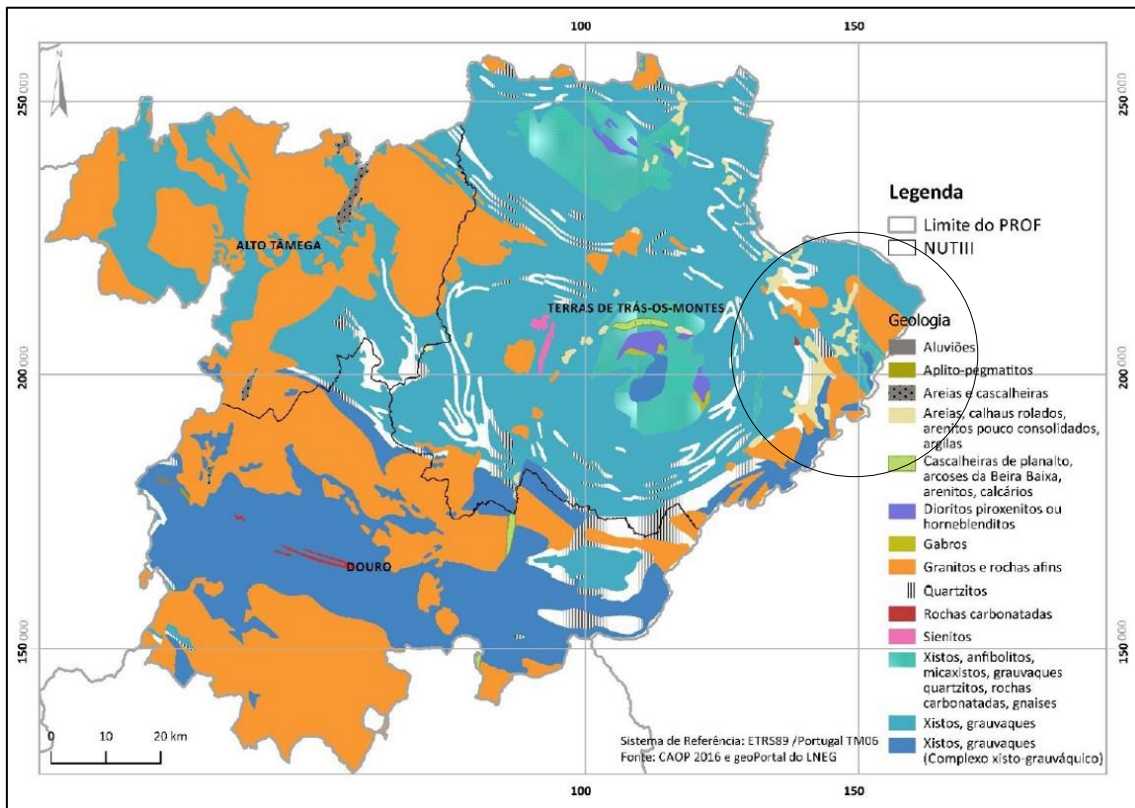 100
150
N
250 000
250 000
Legenda
Limite do PROF
NUTIII
ALTO TÂMEGA
TERRAS DE TRÁS-OS-MONTES
Geologia
200 000
200 000
Aluviões
Aplito-pegmatitos
Areias e cascalheiras
Areias, calhaus rolados,
arenitos pouco consolidados,
argilas
Cascalheiras de planalto,
arcoses da Beira Baixa,
arenitos, calcários
Dioritos piroxenitos ou
horneblenditos
Gabros
Granitos e rochas afins
Quartzitos
Rochas carbonatadas
Sienitos
Xistos, anfibolitos,
micaxistos, grauvaques
quartzitos, rochas
carbonatadas, gnaises
Xistos, grauvaques
Xistos, grauvaques
(Complexo xisto-grauváquico)
DOURO
150 000
150 000
0 10 20 km
Sistema de Referência: ETRS89 /Portugal TM06
Fonte: CAOP 2016 e geoPortal do LNEG
100
150